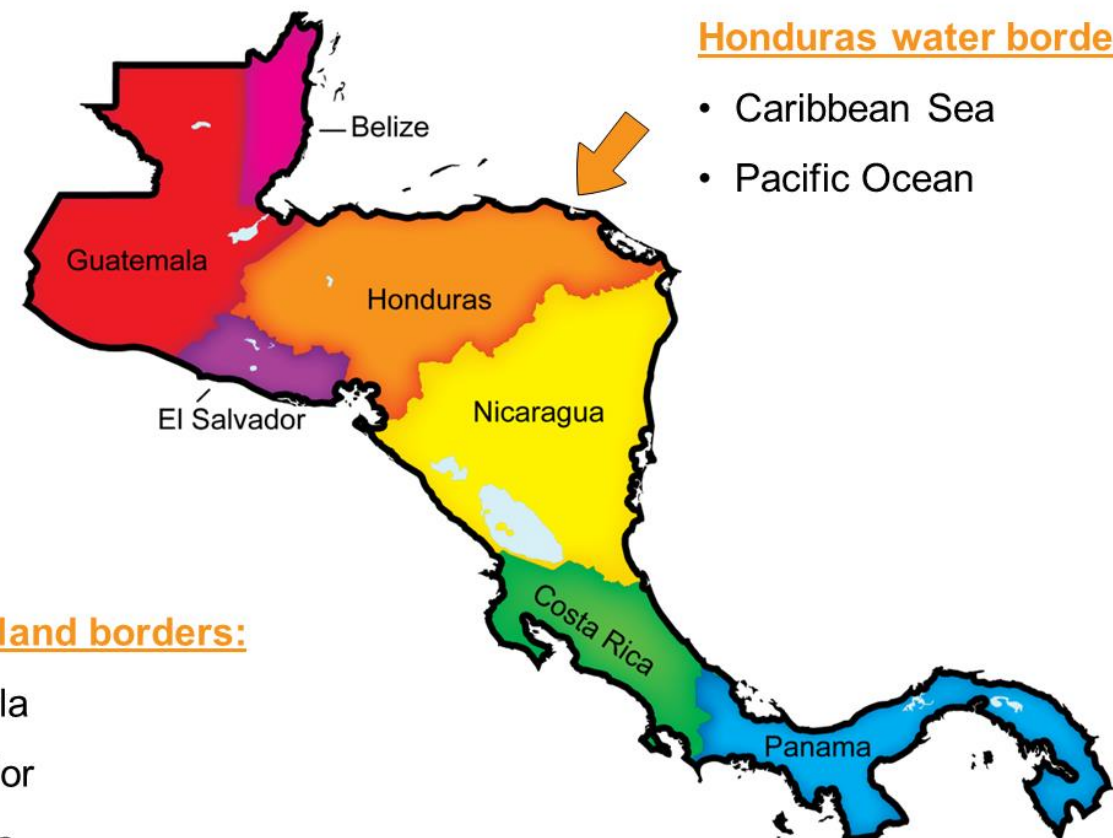 Honduras water borde
• Caribbean Sea
• Pacific Ocean
Belize
Guatemala
Honduras
El Salvador
Nicaragua
Costa Rica
Panama
land borders:
la
or